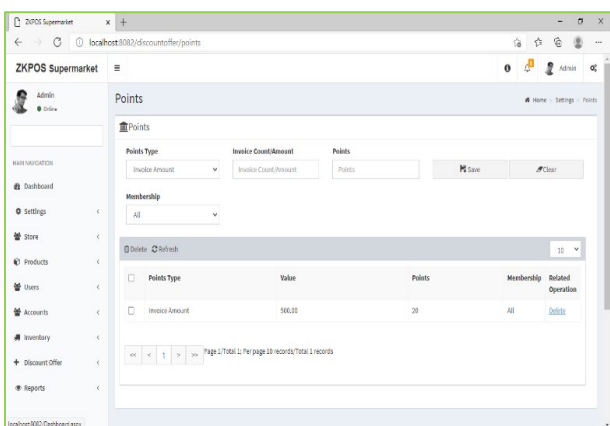 ZKPOS Supermarket
localhost:8082/discountoffer/points
ZKPOS Supermarket
Admin
Admin
Online
Points
Home > Settings > Points
Points
MAIN NAVIGATION
Dashboard
Settings
Store
Products
Users
Accounts
Inventory
Discount Offer
Reports
Points Type
Invoice Count/Amount
Points
Invoice Amount
Invoice Count/Amount
Points
Save
Clear
Membership
All
Delete Refresh
10
Points Type Value Points Membership Related Operation
Invoice Amount 500.00 20 All Delete
<< < 1 > >> Page 1/Total 1; Per page 10 records/Total 1 records
localhost:8082/Dashboard.aspx